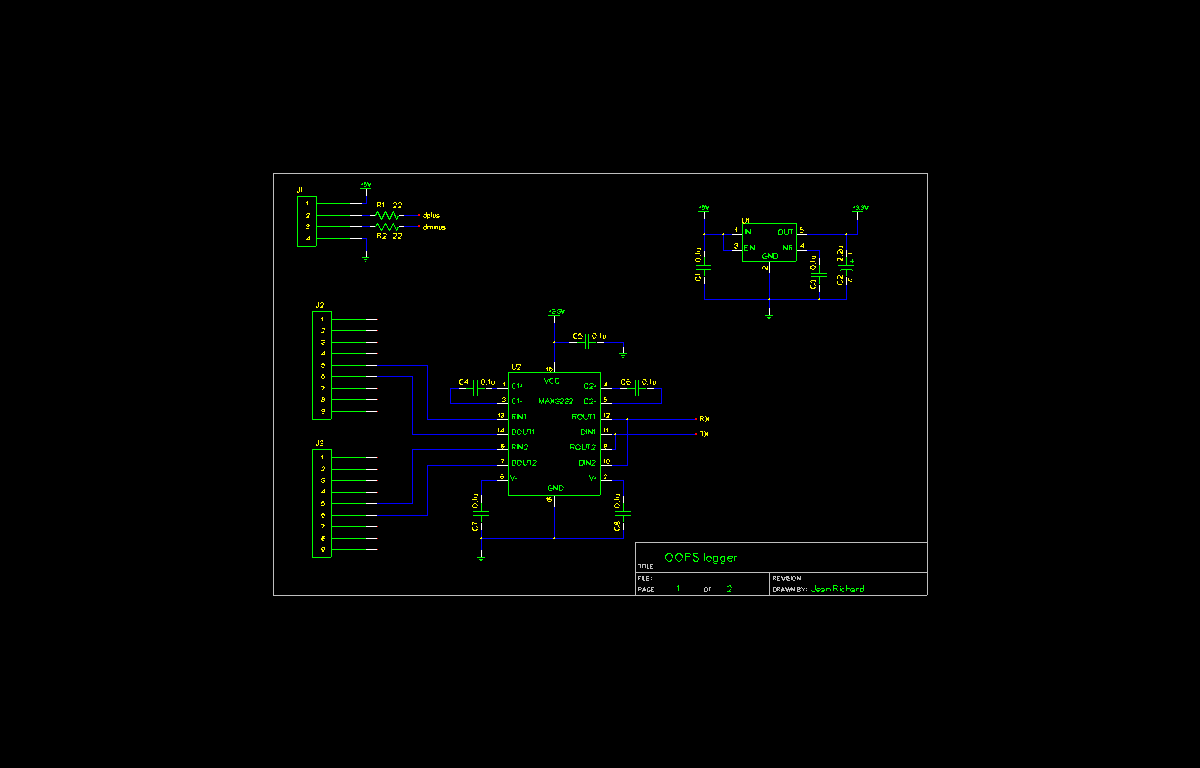 J1
+5V
1
2
3
4
R1 22
R2 22
dplus
dminus
+5V
U1
+3.3V
1 IN OUT 5
3 EN NR 4
GND
2
C1 0.1u
C3 0.1u
C2 2.2u
J2
1
2
3
4
5
6
7
8
9
+3.3V
C5 0.1u
U2
16
VCC
C4 0.1u
1 C1+ C2+ 4
C6 0.1u
3 C1- MAX3232 C2- 5
13 RIN1 ROUT1 12
RX
14 DOUT1 DIN1 11
TX
8 RIN2 ROUT2 9
7 DOUT2 DIN2 10
6 V- V+ 2
GND
15
C7 0.1u
C8 0.1u
J3
1
2
3
4
5
6
7
8
9
OOPS logger
TITLE
FILE:
REVISION
PAGE 1 OF 2
DRAWN BY: Jean Richard